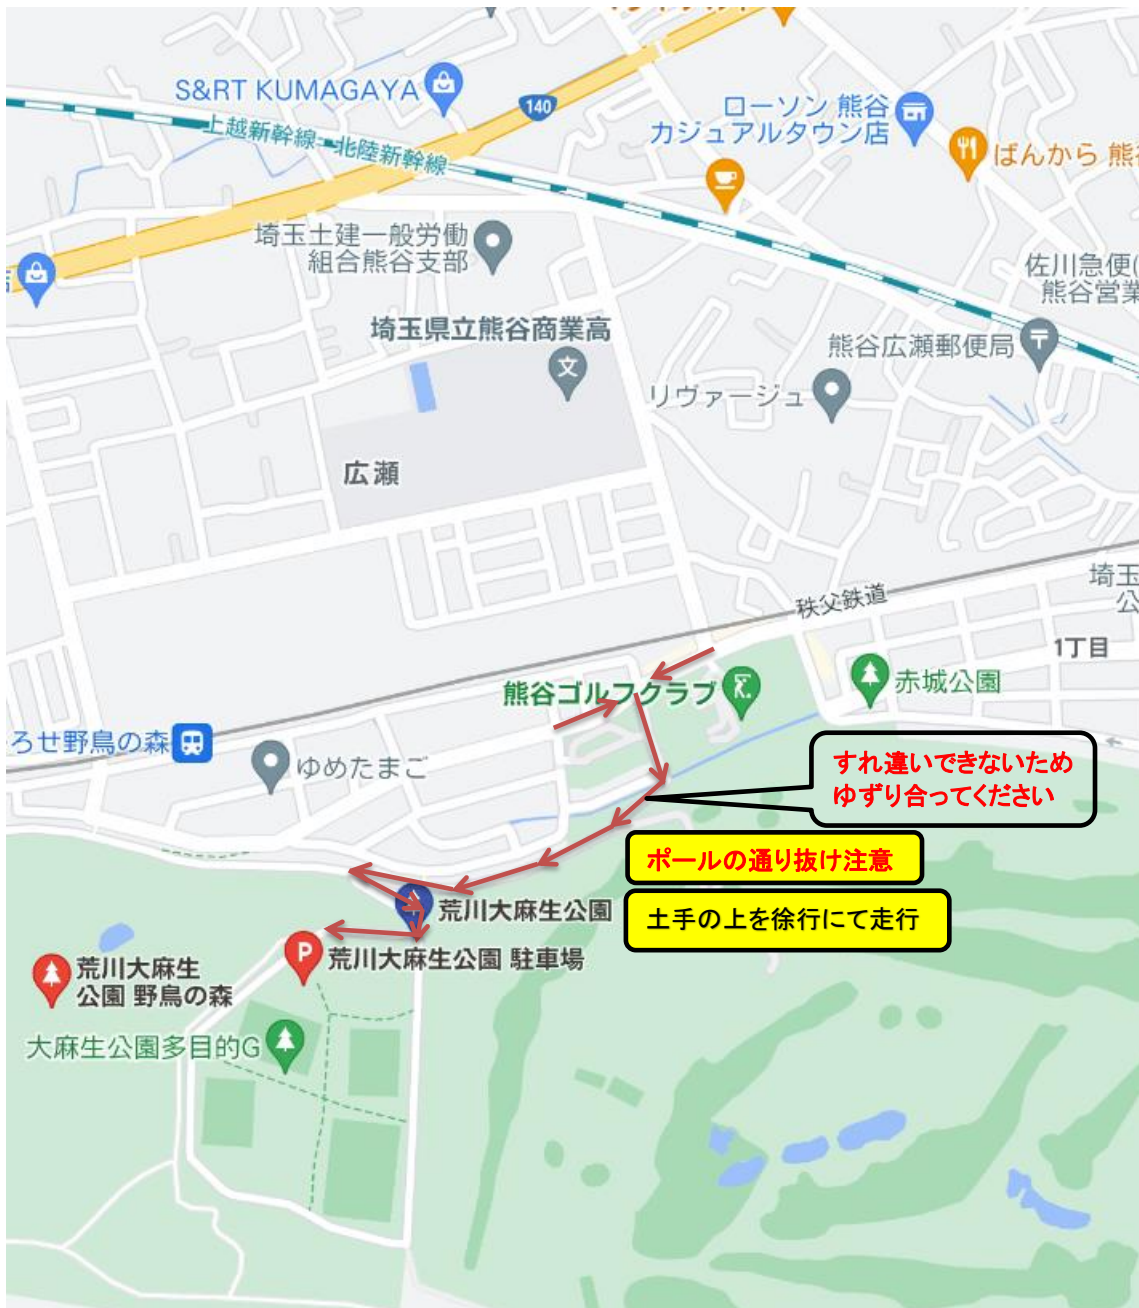 S&RT KUMAGAYA
140
ローソン 熊谷
カジュアルタウン店
上越新幹線・北陸新幹線
ばんから 熊
埼玉土建一般労働
組合熊谷支部
佐川急便(
熊谷営業
店
埼玉県立熊谷商業高
文
熊谷広瀬郵便局
リヴァージュ
広瀬
埼玉
公
秩父鉄道
1丁目
熊谷ゴルフクラブ
赤城公園
ろせ野鳥の森
ゆめたまご
すれ違いできないため
ゆずり合ってください
ポールの通り抜け注意
土手の上を徐行にて走行
荒川大麻生公園
P
荒川大麻生公園 駐車場
荒川大麻生
公園 野鳥の森
大麻生公園多目的G